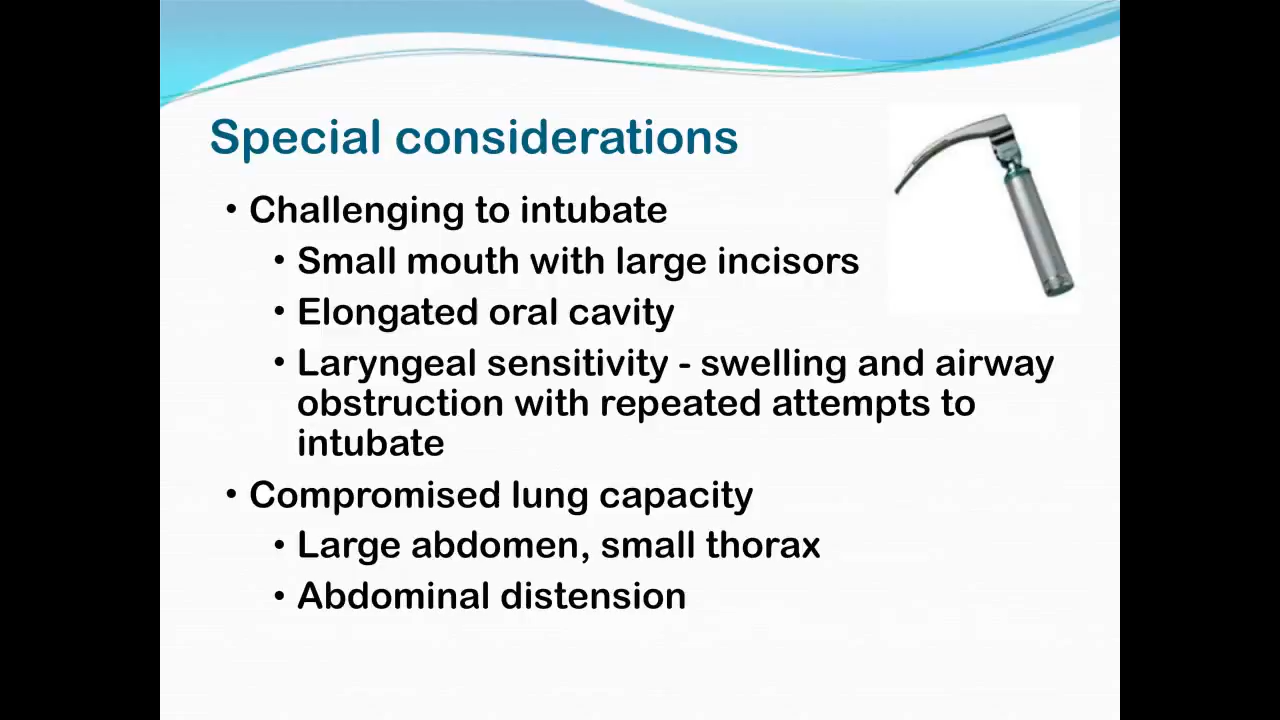 Special considerations
• Challenging to intubate
• Small mouth with large incisors
• Elongated oral cavity
• Laryngeal sensitivity - swelling and airway
obstruction with repeated attempts to
intubate
• Compromised lung capacity
• Large abdomen, small thorax
• Abdominal distension